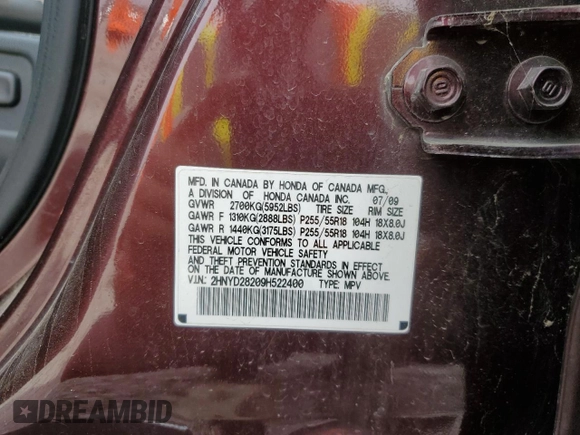 MFD. IN CANADA BY HONDA OF CANADA MFG.,
A DIVISION OF HONDA CANADA INC. 07/09
GVWR 2700KG(5952LBS) TIRE SIZE RIM SIZE
GAWR F 1310KG(2888LBS) P255/55R18 104H 18X8.0J
GAWR R 1440KG(3175LBS) P255/55R18 104H 18X8.0J
THIS VEHICLE CONFORMS TO ALL APPLICABLE
FEDERAL MOTOR VEHICLE SAFETY
AND THEFT PREVENTION STANDARDS IN EFFECT
ON THE DATE OF MANUFACTURE SHOWN ABOVE.
V.I.N.: 2HNYD28209H522400 TYPE: MPV
DREAMBID